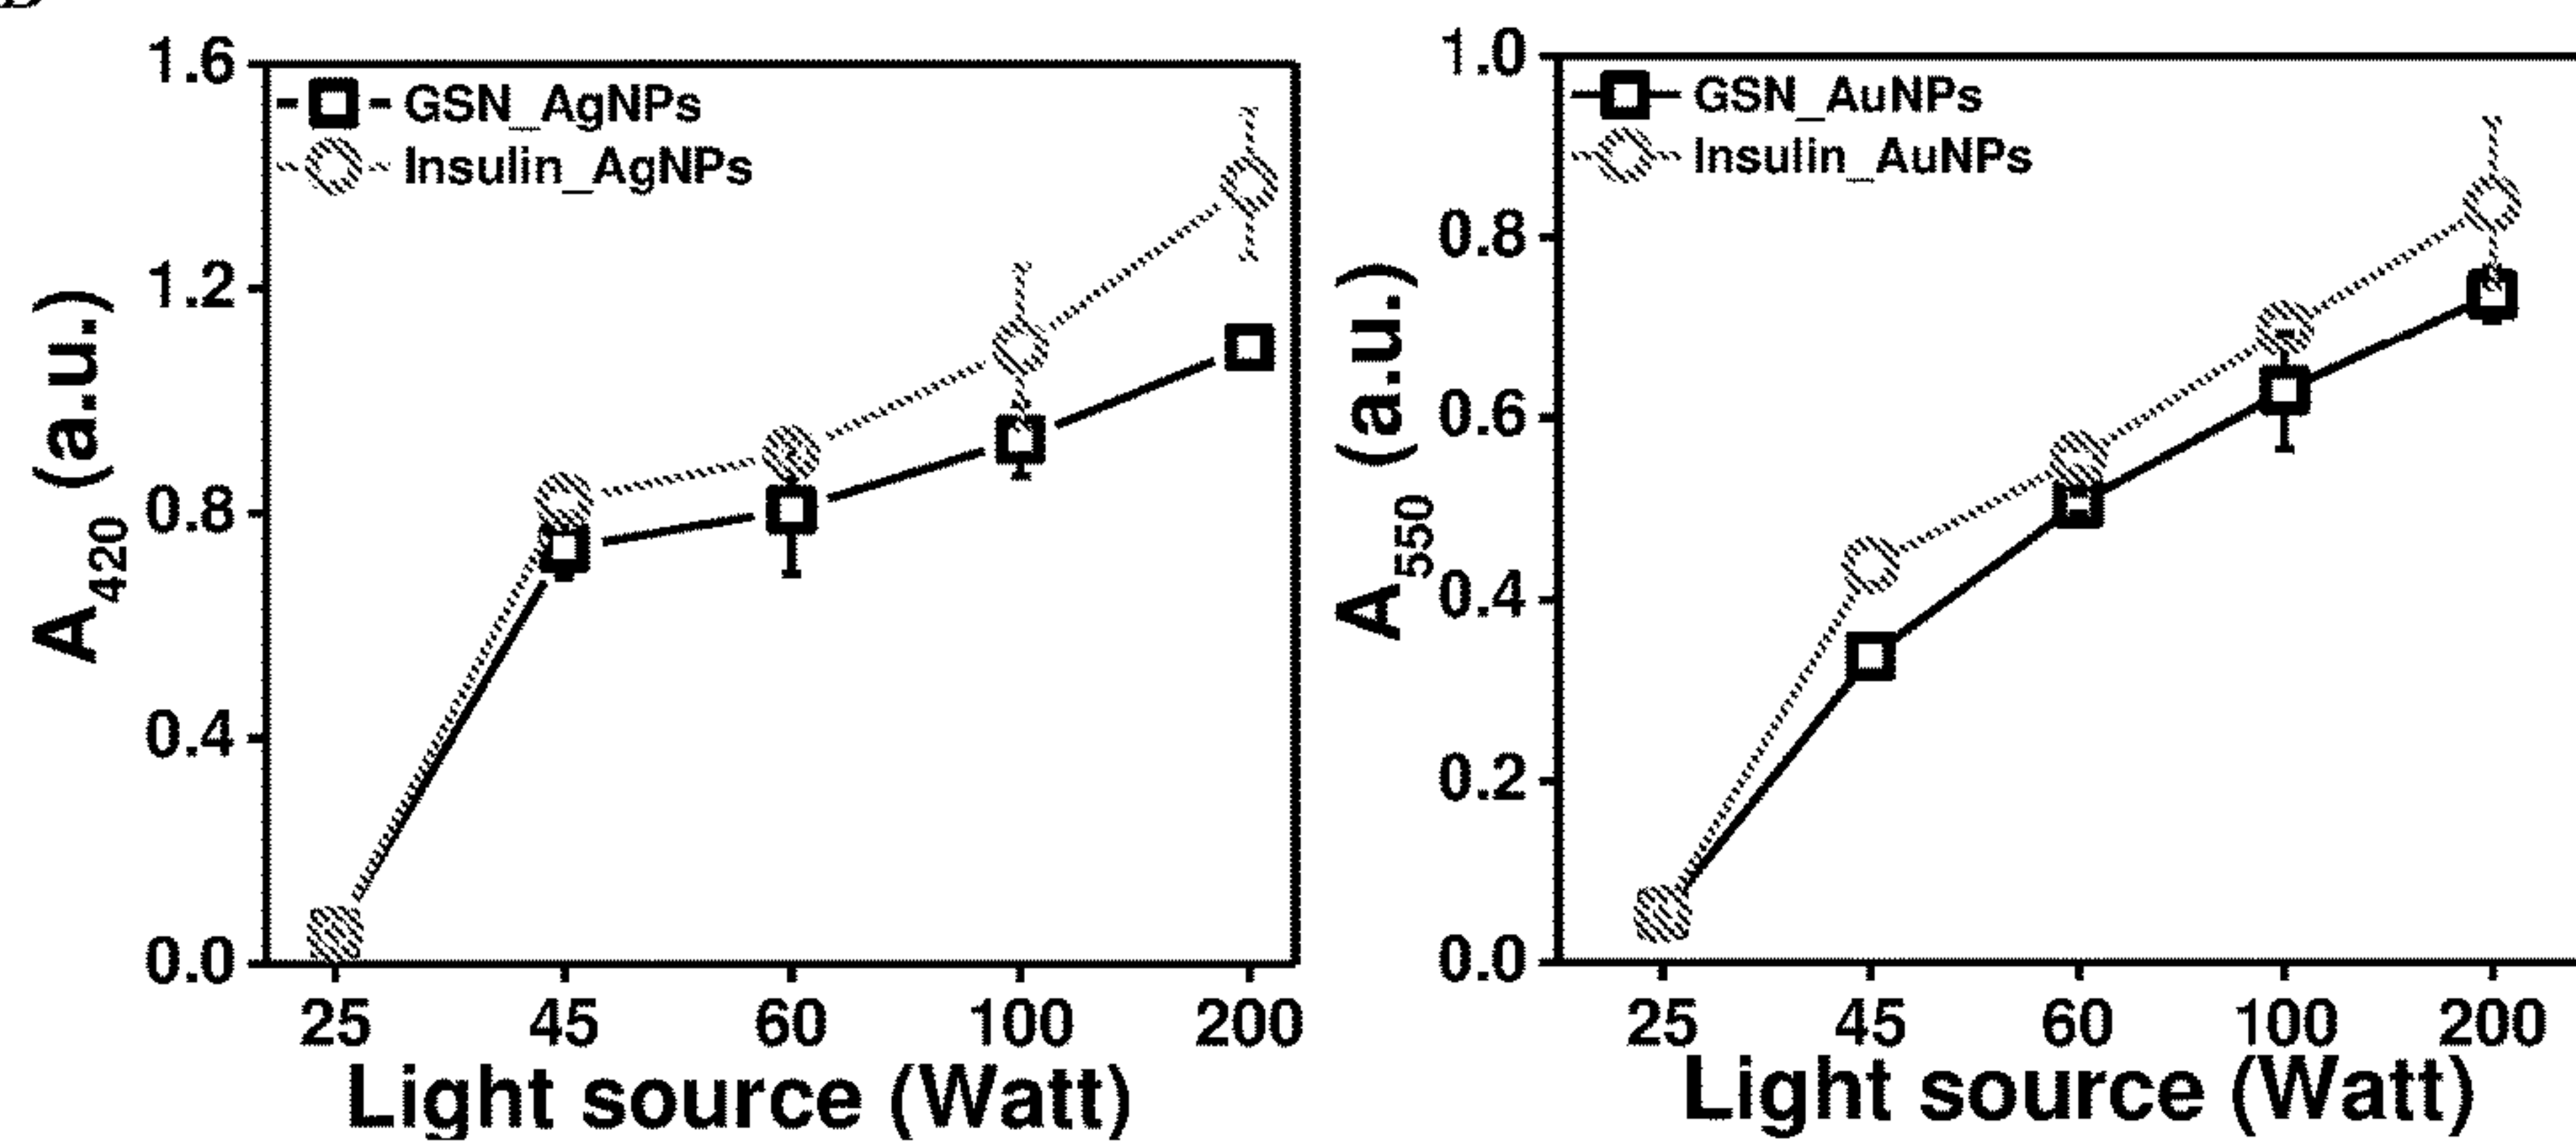 1.6
1.2
0.8
0.4
0.0
A420 (a.u.)
GSN_AgNPs
Insulin_AgNPs
25 45 60 100 200
Light source (Watt)
1.0
0.8
0.6
0.4
0.2
0.0
A550 (a.u.)
GSN_AuNPs
Insulin_AuNPs
25 45 60 100 200
Light source (Watt)